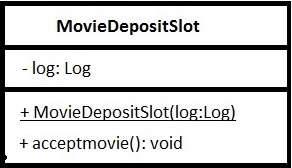 MovieDepositSlot
- log: Log
+ MovieDepositSlot(log:Log)
+ acceptmovie(): void